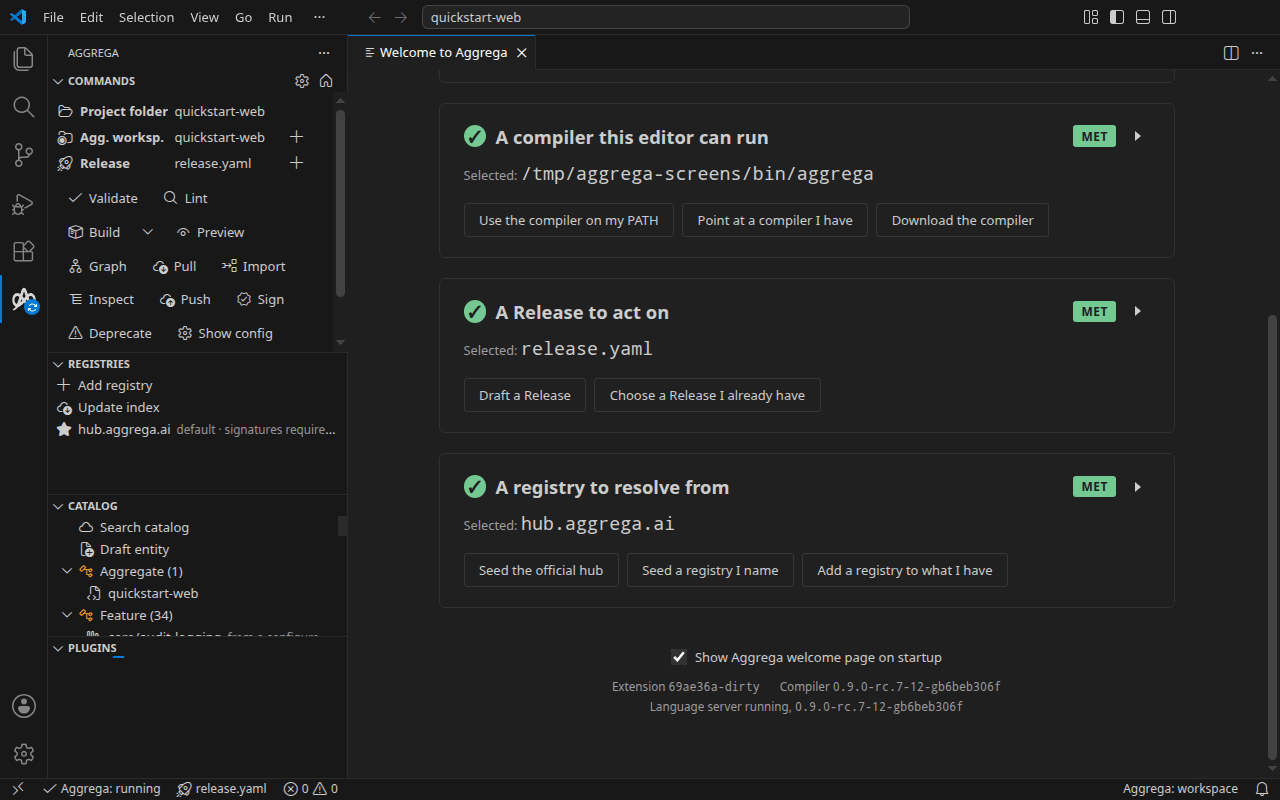 File Edit Selection View Go Run ···
quickstart-web
AGGREGA
Welcome to Aggrega
COMMANDS
Project folder quickstart-web
Agg. worksp. quickstart-web
Release release.yaml
Validate Lint
Build Preview
Graph Pull Import
Inspect Push Sign
Deprecate Show config
REGISTRIES
Add registry
Update index
hub.aggrega.ai default · signatures require...
CATALOG
Search catalog
Draft entity
Aggregate (1)
quickstart-web
Feature (34)
PLUGINS
A compiler this editor can run MET
Selected: /tmp/aggrega-screens/bin/aggrega
Use the compiler on my PATH Point at a compiler I have Download the compiler
A Release to act on MET
Selected: release.yaml
Draft a Release Choose a Release I already have
A registry to resolve from MET
Selected: hub.aggrega.ai
Seed the official hub Seed a registry I name Add a registry to what I have
Show Aggrega welcome page on startup
Extension 69ae36a-dirty Compiler 0.9.0-rc.7-12-gb6beb306f
Language server running, 0.9.0-rc.7-12-gb6beb306f
Aggrega: running release.yaml 0 0 Aggrega: workspace